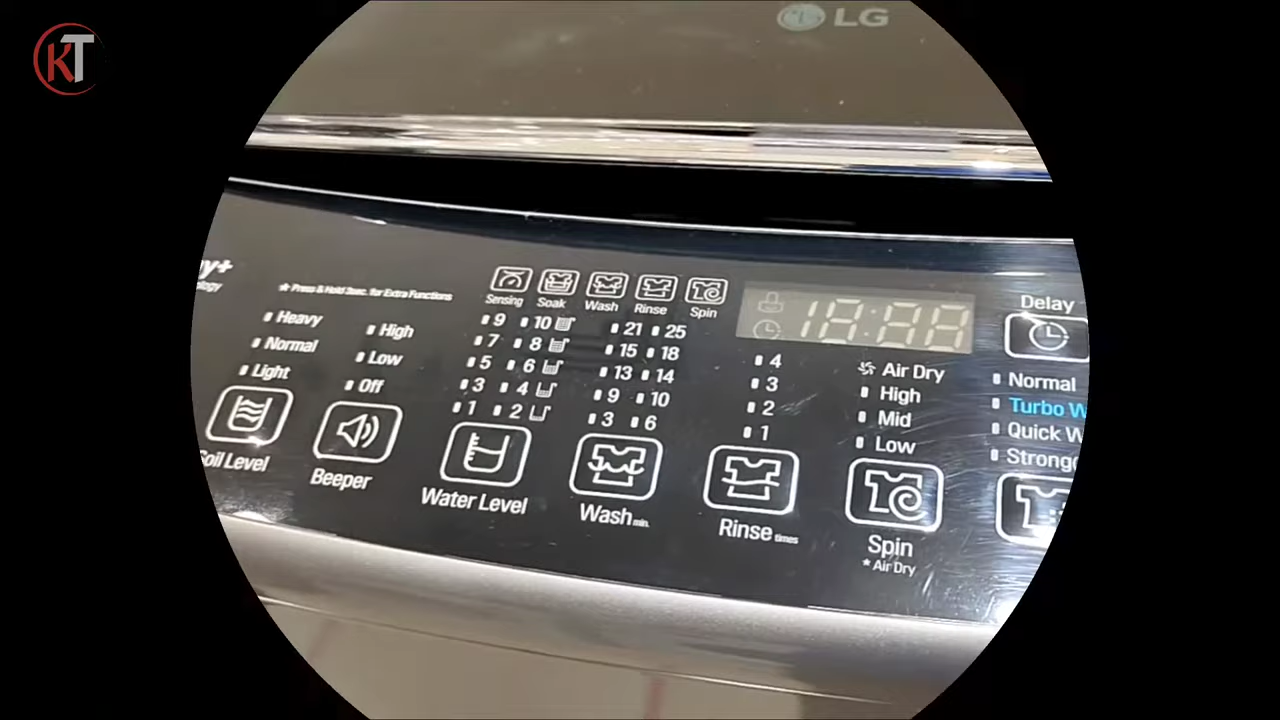 KT
LG
y+
* Press & Hold 3sec. for Extra Functions
Heavy
Normal
Light
Soil Level
High
Low
Off
Beeper
Sensing Soak Wash Rinse Spin
9 10
7 8
5 6
3 4
1 2
Water Level
21 25
15 18
13 14
9 10
3 6
Wash min.
18:88
4
3
2
1
Rinse times
Air Dry
High
Mid
Low
Spin
* Air Dry
Delay
Normal
Turbo W
Quick W
Strong